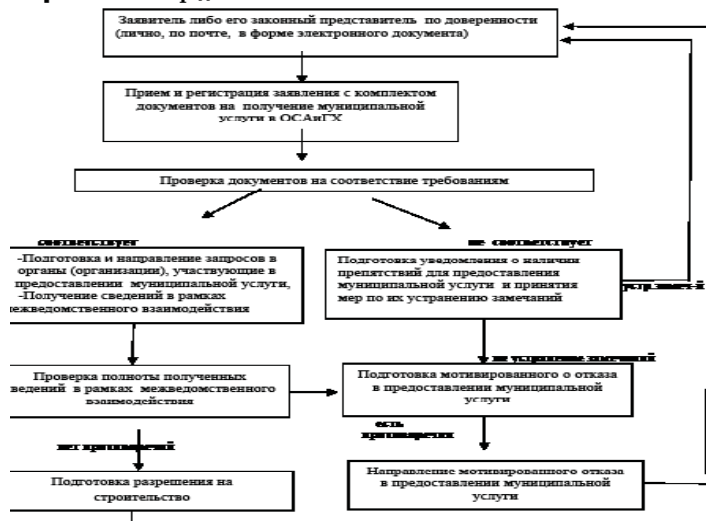 Заявитель либо его законный представитель по доверенности
(лично, по почте, в форме электронного документа)
Прием и регистрация заявления с комплектом
документов на получение муниципальной
услуги в ОСАиГХ
Проверка документов на соответствие требованиям
соответствует
не соответствует
-Подготовка и направление запросов в
органы (организации), участвующие в
предоставлении муниципальной услуги,
-Получение сведений в рамках
межведомственного взаимодействия
Подготовка уведомления о наличии
препятствий для предоставления
муниципальной услуги и принятия
мер по их устранению замечаний
устр.замеч-й
не устранение замечаний
Проверка полноты полученных
ведений в рамках межведомственного
взаимодействия
Подготовка мотивированного о отказа
в предоставлении муниципальной
услуги
есть
противоречия
нет противоречий
Подготовка разрешения на
строительство
Направление мотивированного отказа
в предоставлении муниципальной
услуги